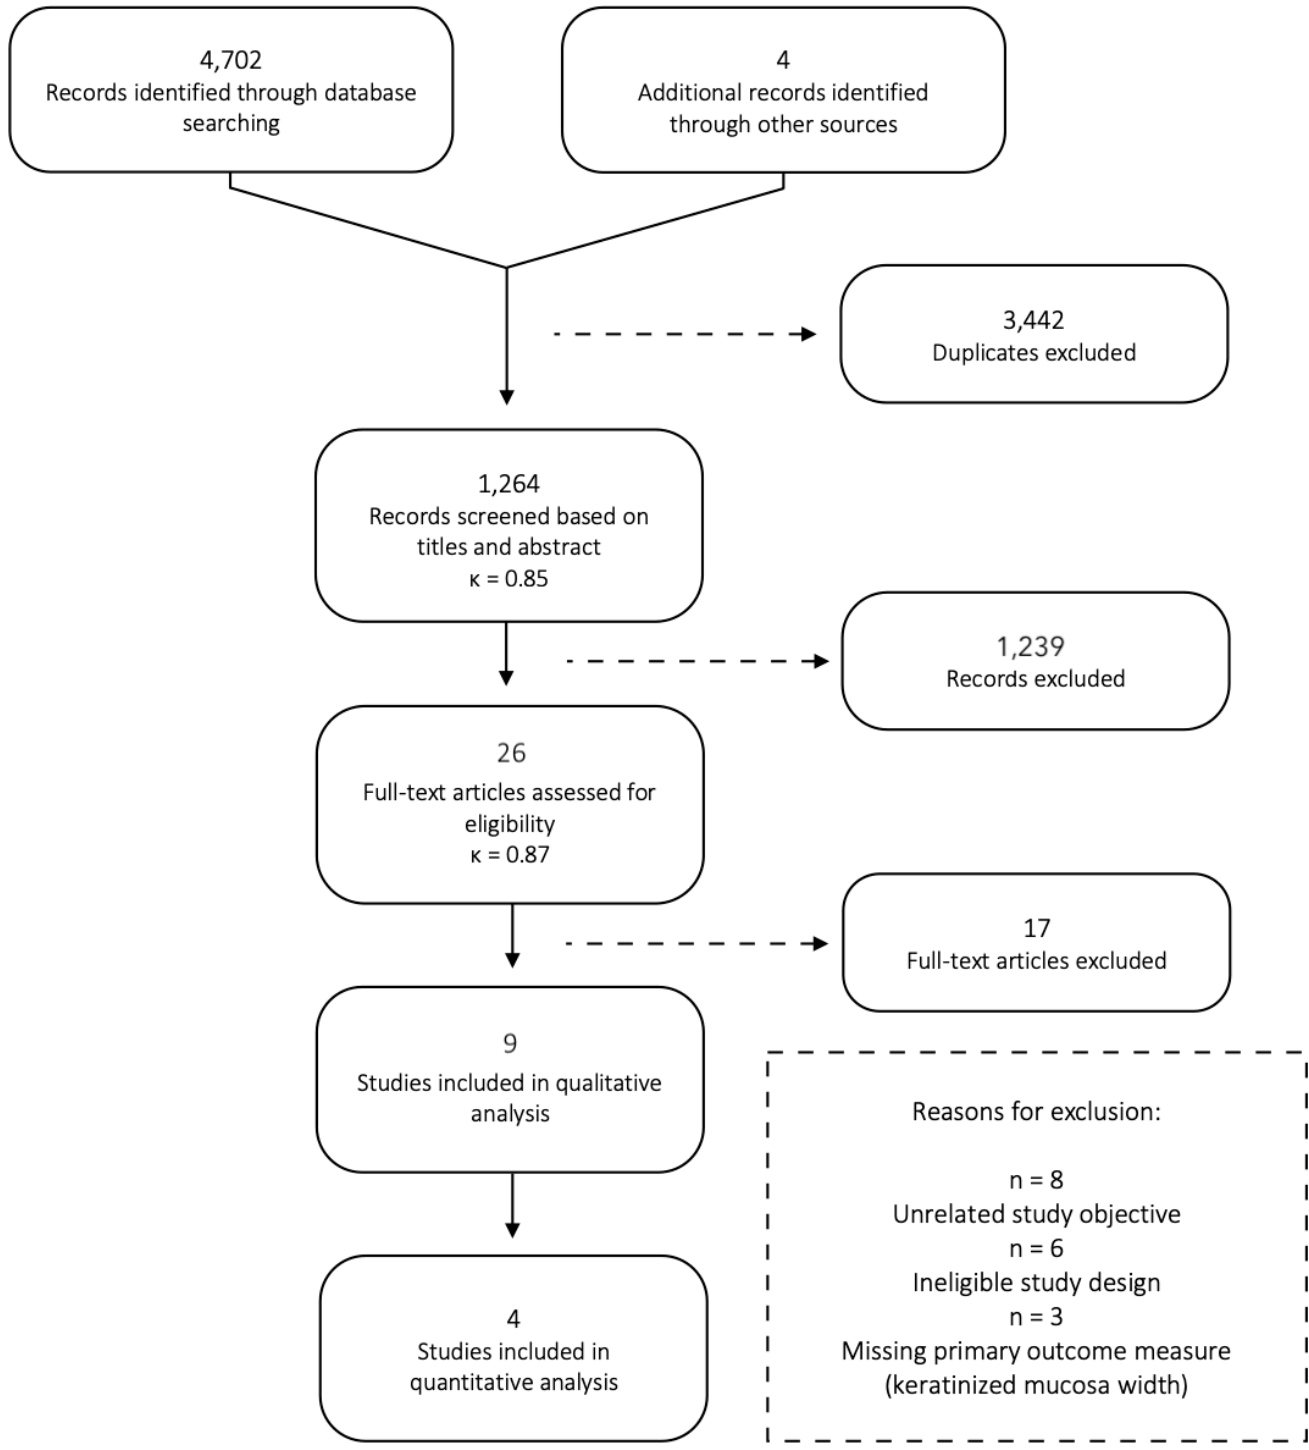 4,702
Records identified through database
searching
4
Additional records identified
through other sources
3,442
Duplicates excluded
1,264
Records screened based on
titles and abstract
κ = 0.85
1,239
Records excluded
26
Full-text articles assessed for
eligibility
κ = 0.87
17
Full-text articles excluded
9
Studies included in qualitative
analysis
Reasons for exclusion:
n = 8
Unrelated study objective
n = 6
Ineligible study design
n = 3
Missing primary outcome measure
(keratinized mucosa width)
4
Studies included in
quantitative analysis